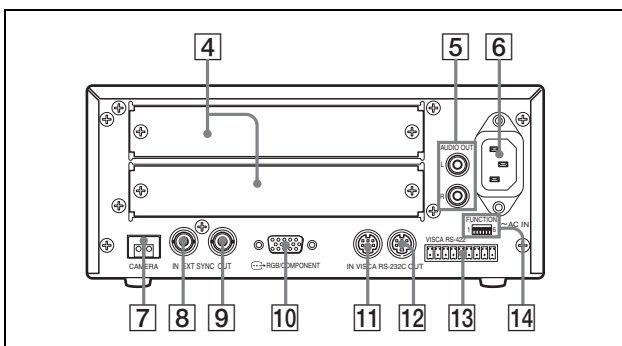 4 5 6
AUDIO OUT
L
R
FUNCTION
1 6
~AC IN
VISCA RS-422
CAMERA
IN EXT SYNC OUT
RGB/COMPONENT
IN VISCA RS-232C OUT
7 8 9 10 11 12 13 14